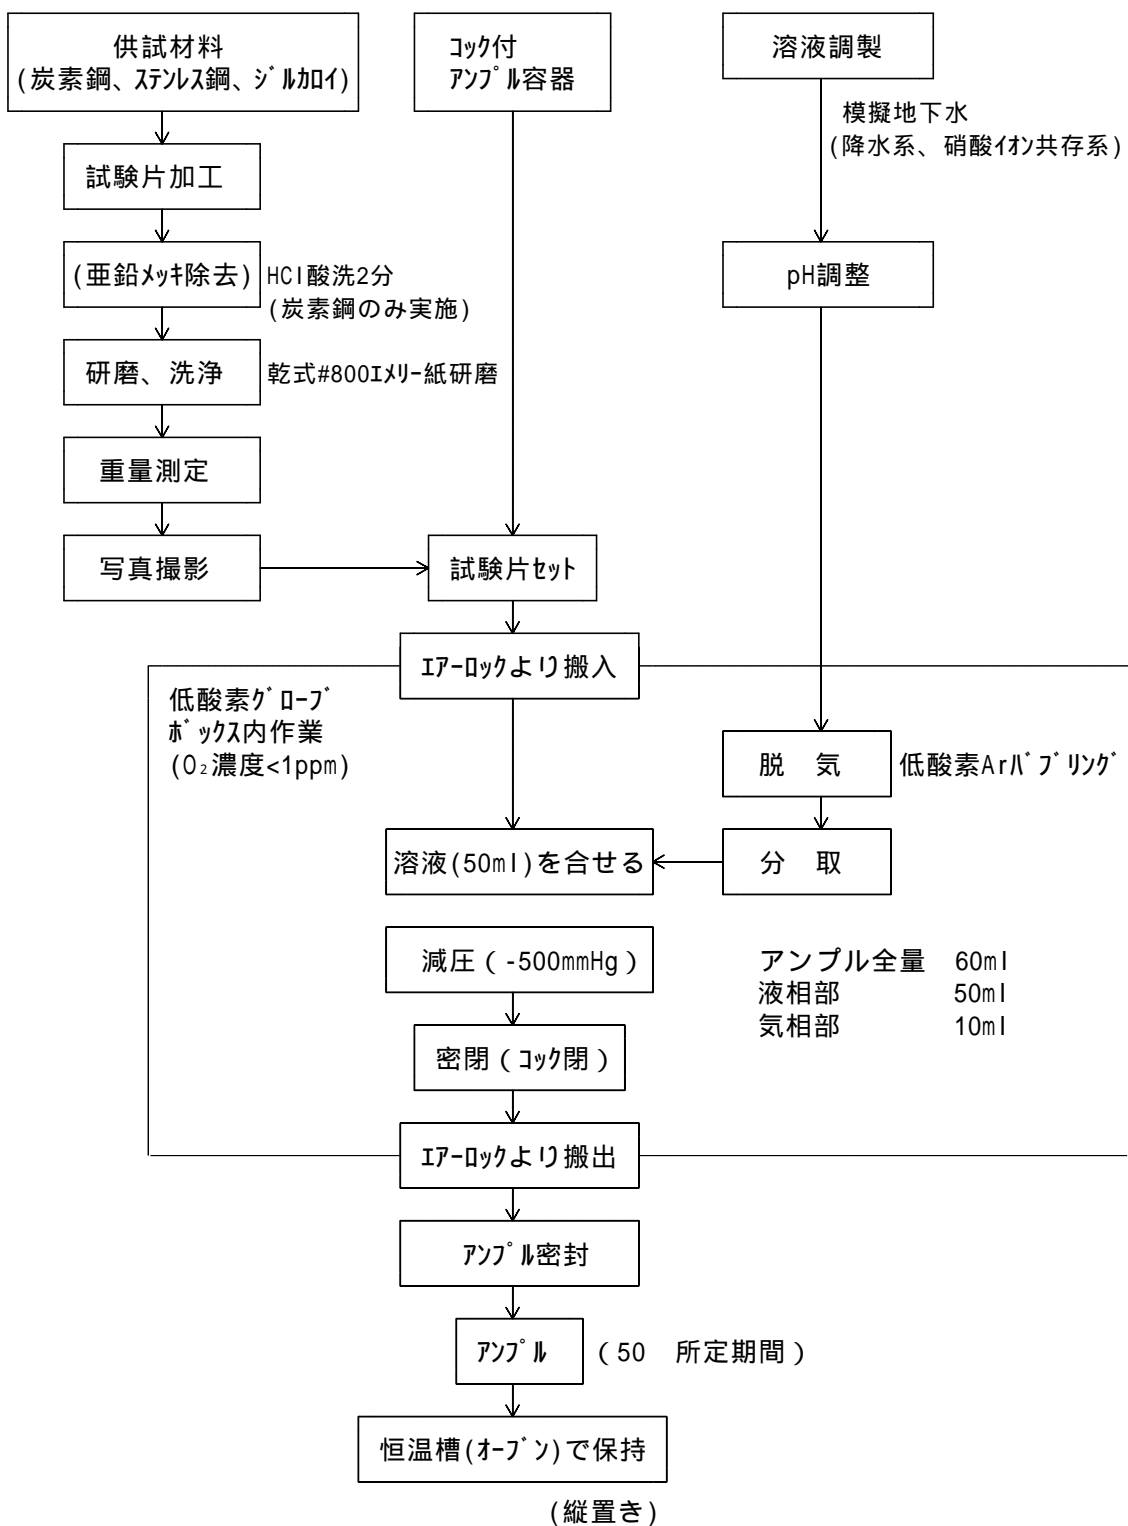 供試材料
(炭素鋼、ｽﾃﾝﾚｽ鋼、ｼﾞﾙｶﾛｲ)
ｺｯｸ付
ｱﾝﾌﾟﾙ容器
溶液調製
模擬地下水
(降水系、硝酸ｲｵﾝ共存系)
試験片加工
(亜鉛ﾒｯｷ除去)
HCl酸洗2分
(炭素鋼のみ実施)
pH調整
研磨、洗浄
乾式#800ｴﾒﾘｰ紙研磨
重量測定
写真撮影
試験片ｾｯﾄ
ｴｱｰﾛｯｸより搬入
低酸素ｸﾞﾛｰﾌﾞ
ﾎﾞｯｸｽ内作業
(O₂濃度<1ppm)
脱　気
低酸素Arﾊﾞﾌﾞﾘﾝｸﾞ
溶液(50ml)を合せる
分　取
減圧（-500mmHg）
アンプル全量　60ml
液相部　50ml
気相部　10ml
密閉（ｺｯｸ閉）
ｴｱｰﾛｯｸより搬出
ｱﾝﾌﾟﾙ密封
ｱﾝﾌﾟﾙ
（50　所定期間）
恒温槽(ｵｰﾌﾞﾝ)で保持
(縦置き)